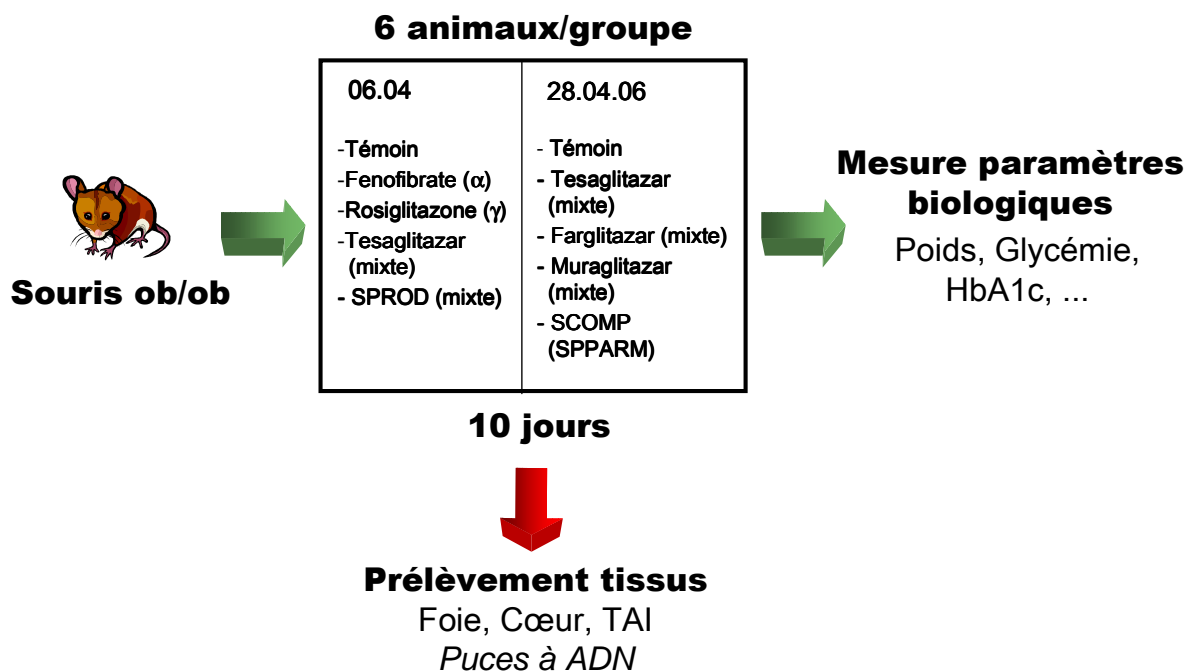 6 animaux/groupe
06.04
-Témoin
-Fenofibrate (α)
-Rosiglitazone (γ)
-Tesaglitazar
(mixte)
- SPROD (mixte)
28.04.06
- Témoin
- Tesaglitazar
(mixte)
- Farglitazar (mixte)
- Muraglitazar
(mixte)
- SCOMP
(SPPARM)
Souris ob/ob
Mesure paramètres
biologiques
Poids, Glycémie,
HbA1c, ...
10 jours
Prélèvement tissus
Foie, Cœur, TAI
Puces à ADN